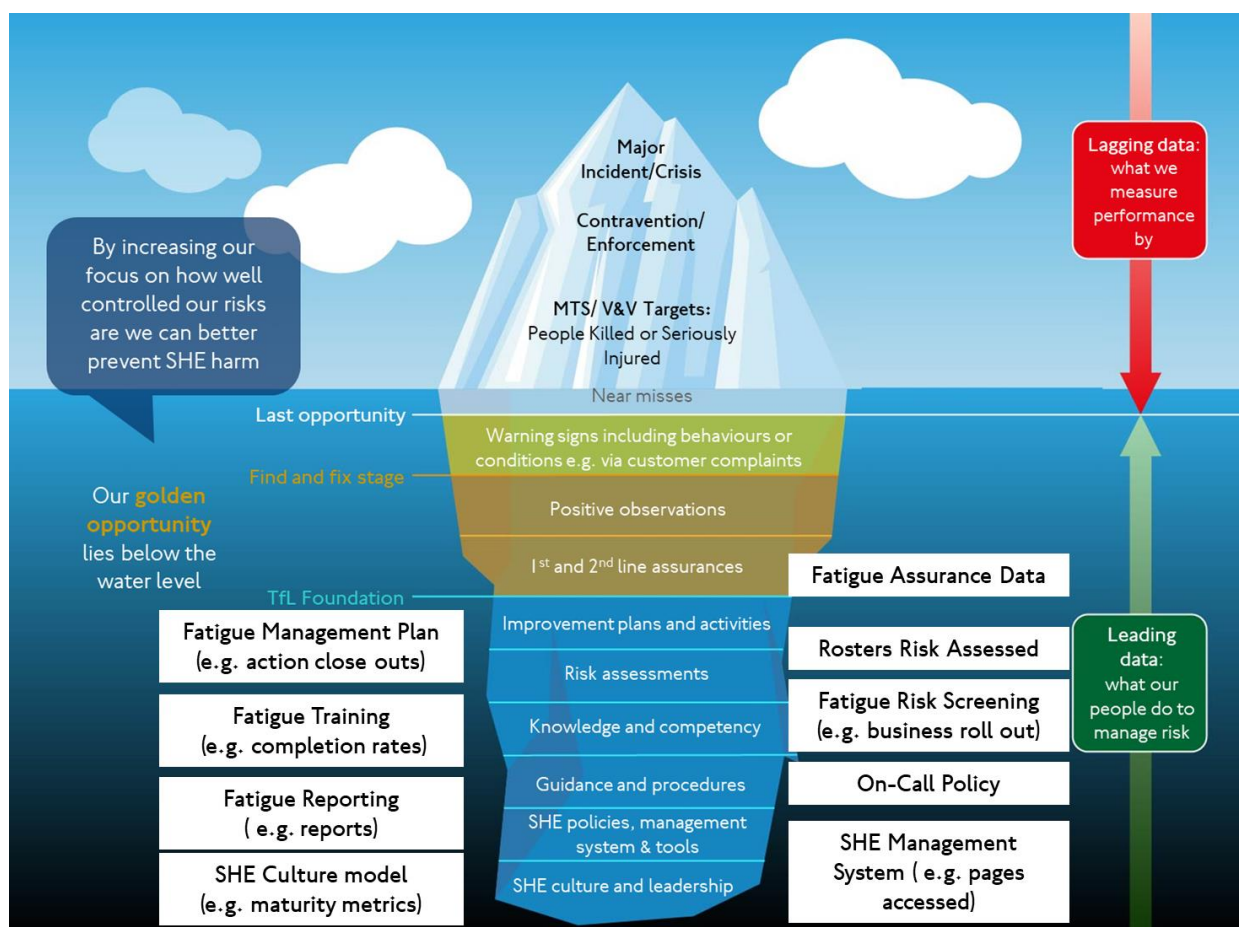 Major
Incident/Crisis
Contravention/
Enforcement
MTS/ V&V Targets:
People Killed or Seriously
Injured
Near misses
Lagging data:
what we
measure
performance
by
By increasing our
focus on how well
controlled our risks
are we can better
prevent SHE harm
Last opportunity
Warning signs including behaviours or
conditions e.g. via customer complaints
Find and fix stage
Our golden
opportunity
lies below the
water level
Positive observations
1st and 2nd line assurances
Fatigue Assurance Data
TfL Foundation
Fatigue Management Plan
(e.g. action close outs)
Improvement plans and activities
Rosters Risk Assessed
Risk assessments
Leading
data:
what our
people do to
manage risk
Fatigue Training
(e.g. completion rates)
Knowledge and competency
Fatigue Risk Screening
(e.g. business roll out)
Fatigue Reporting
( e.g. reports)
Guidance and procedures
On-Call Policy
SHE policies, management
system & tools
SHE Management
System ( e.g. pages
accessed)
SHE Culture model
(e.g. maturity metrics)
SHE culture and leadership